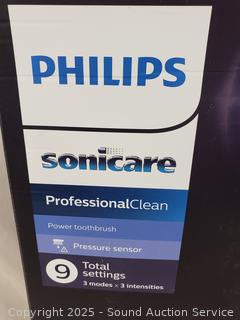 PHILIPS
sonicare
ProfessionalClean
Power toothbrush
Pressure sensor
9 Total
settings
3 modes × 3 intensities
Copyright © 2025 - Sound Auction Service